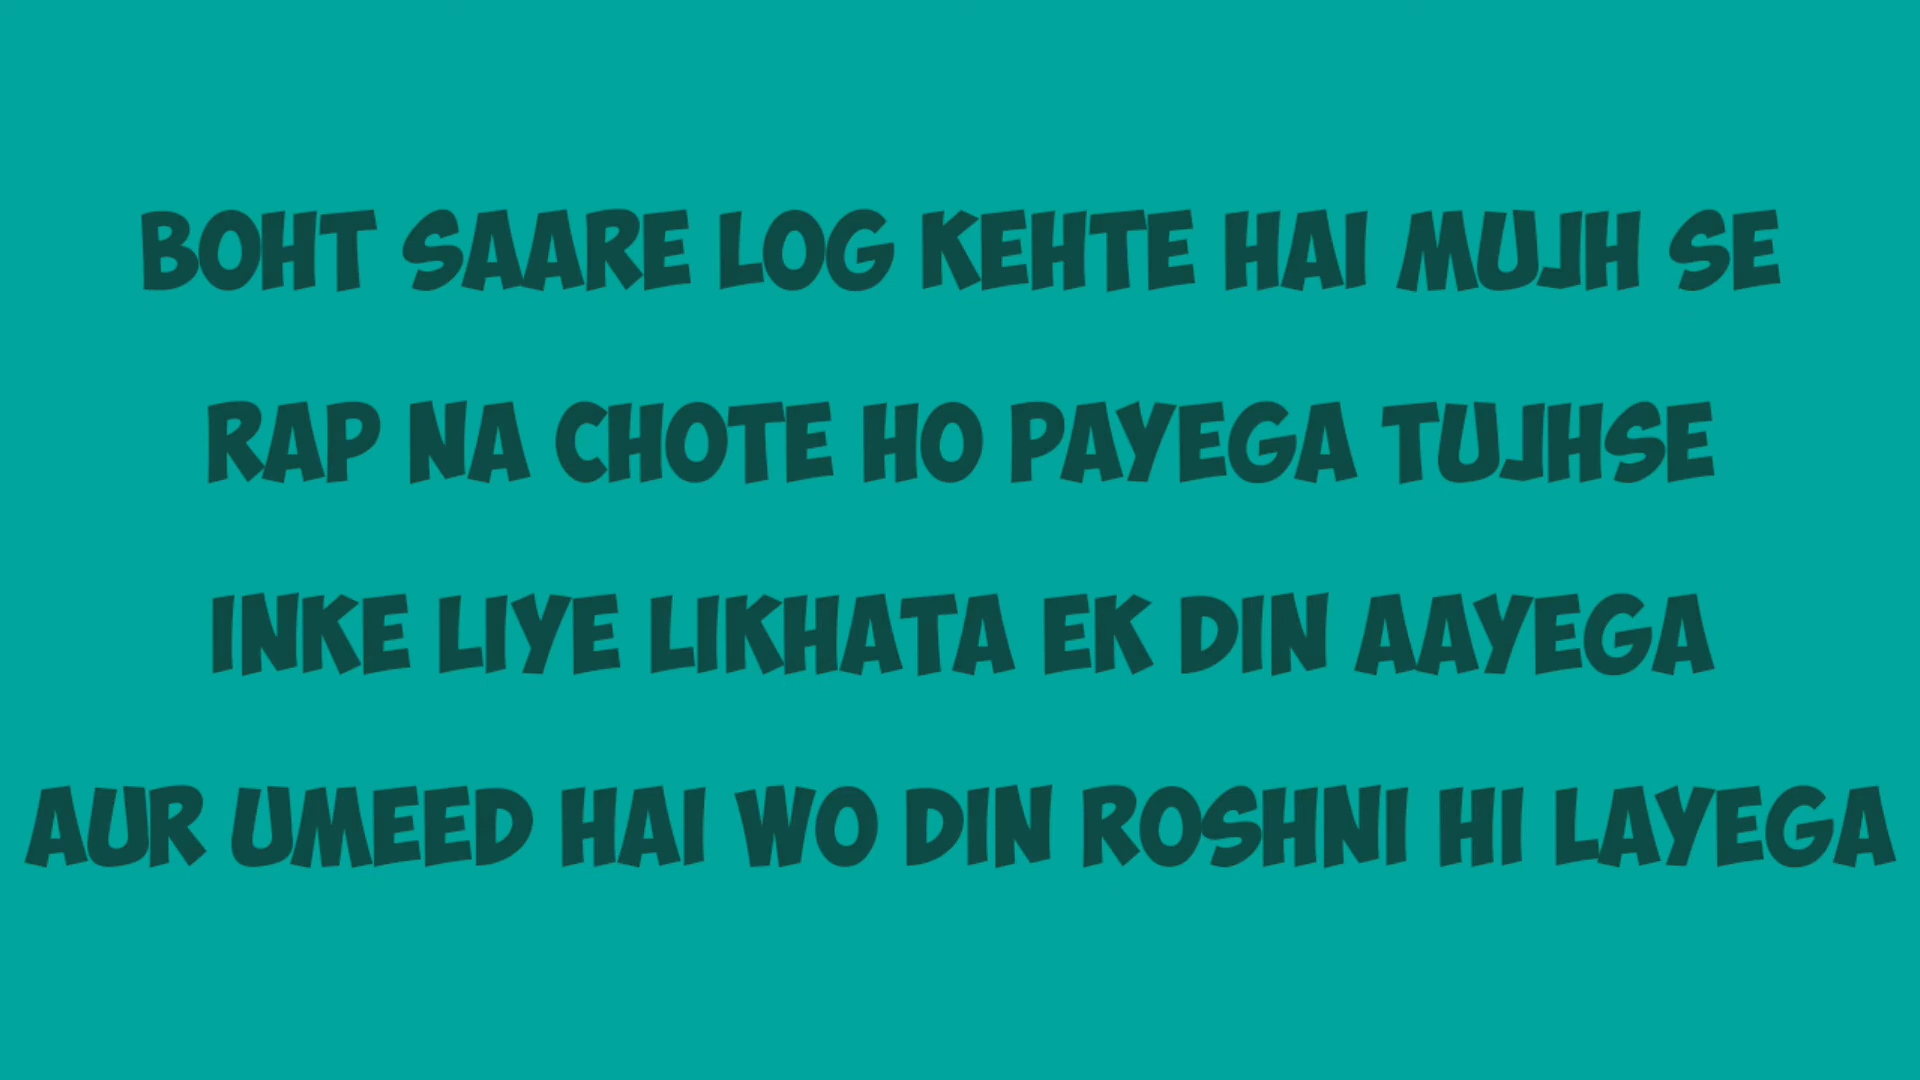 BOHT SAARE LOG KEHTE HAI MUJH SE
RAP NA CHOTE HO PAYEGA TUJHSE
INKE LIYE LIKHATA EK DIN AAYEGA
AUR UMEED HAI WO DIN ROSHNI HI LAYEGA